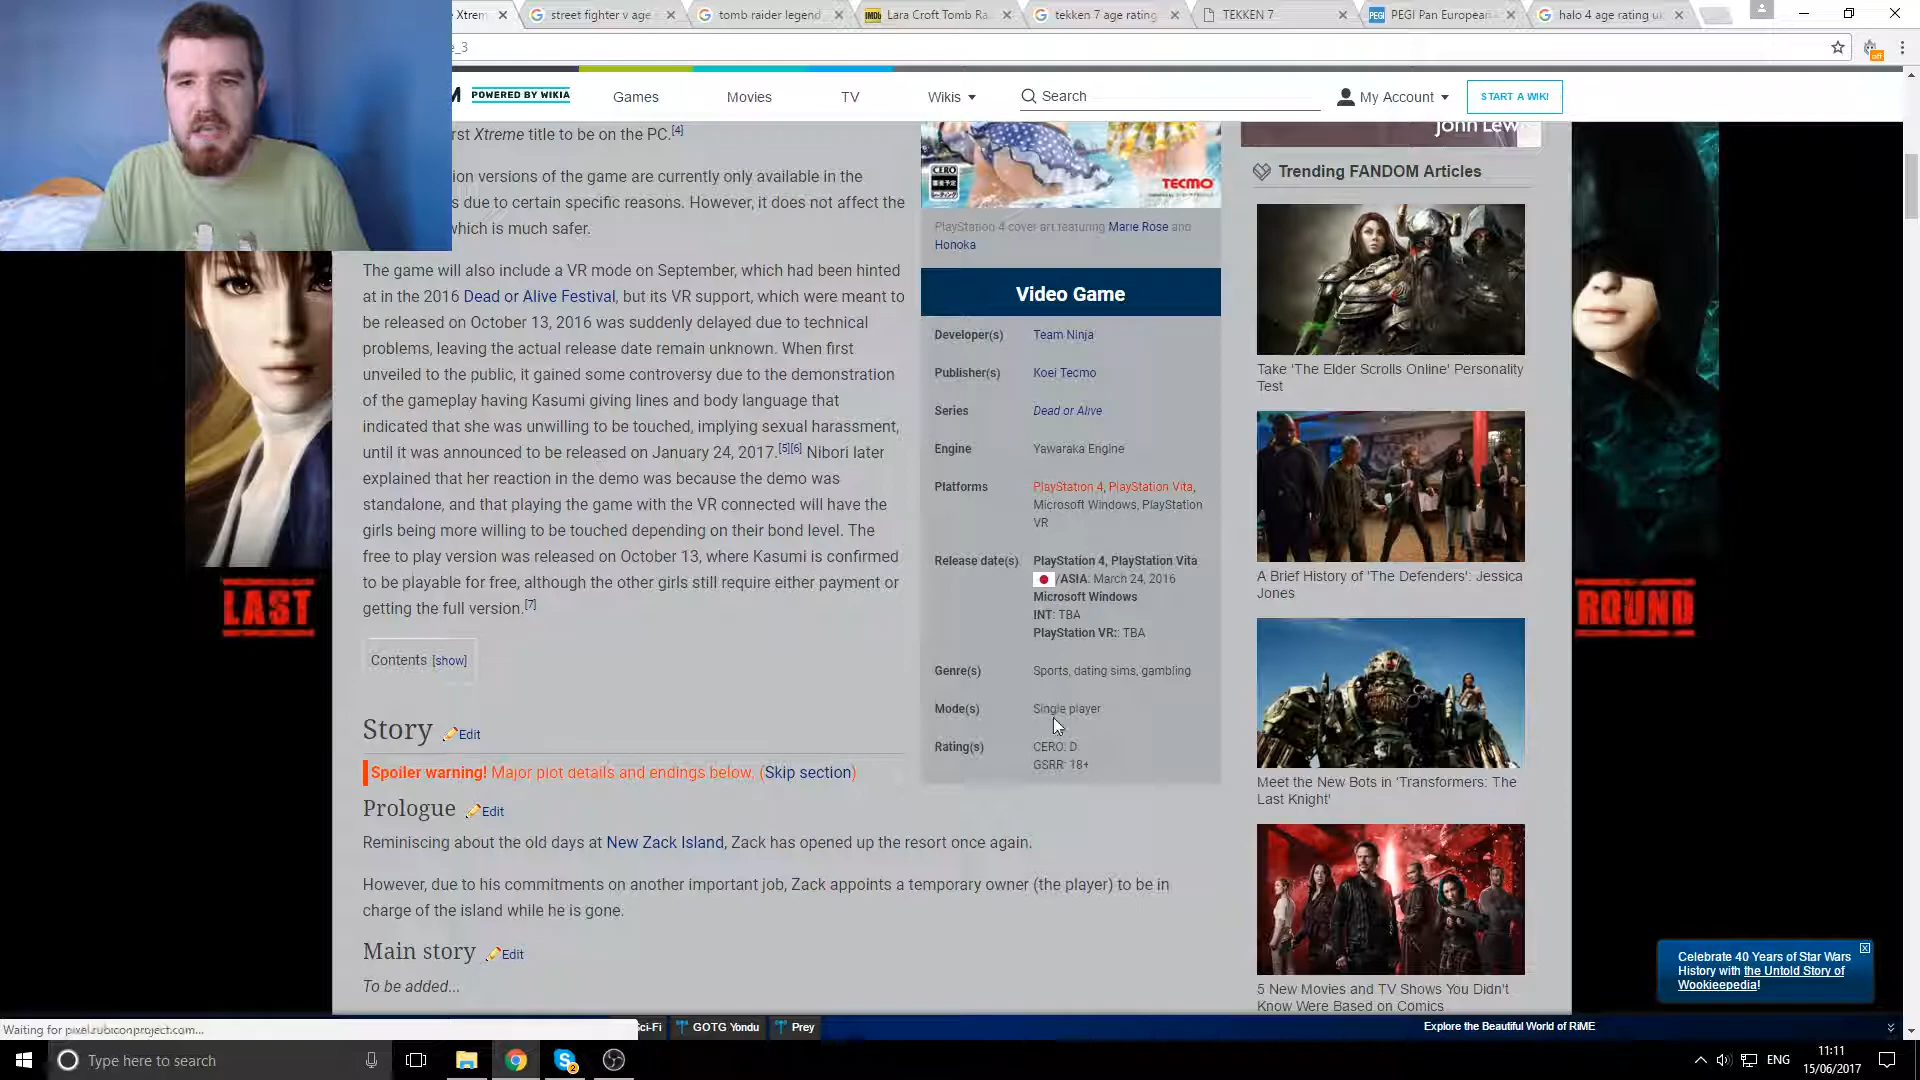 e Xtrem
street fighter v age
tomb raider legend
Lara Croft Tomb Ra
tekken 7 age rating
TEKKEN 7
PEGI Pan European
halo 4 age rating u
e_3
M POWERED BY WIKIA
Games
Movies
TV
Wikis
Search
My Account
START A WIKI
rst Xtreme title to be on the PC.[4]
ion versions of the game are currently only available in the
s due to certain specific reasons. However, it does not affect the
which is much safer.
The game will also include a VR mode on September, which had been hinted
at in the 2016 Dead or Alive Festival, but its VR support, which were meant to
be released on October 13, 2016 was suddenly delayed due to technical
problems, leaving the actual release date remain unknown. When first
unveiled to the public, it gained some controversy due to the demonstration
of the gameplay having Kasumi giving lines and body language that
indicated that she was unwilling to be touched, implying sexual harassment,
until it was announced to be released on January 24, 2017.[5][6] Nibori later
explained that her reaction in the demo was because the demo was
standalone, and that playing the game with the VR connected will have the
girls being more willing to be touched depending on their bond level. The
free to play version was released on October 13, where Kasumi is confirmed
to be playable for free, although the other girls still require either payment or
getting the full version.[7]
Contents [show]
Story Edit
Spoiler warning! Major plot details and endings below. (Skip section)
Prologue Edit
Reminiscing about the old days at New Zack Island, Zack has opened up the resort once again.
However, due to his commitments on another important job, Zack appoints a temporary owner (the player) to be in
charge of the island while he is gone.
Main story Edit
To be added...
CERO
TECMO
PlayStation 4 cover art featuring Marie Rose and
Honoka
Video Game
Developer(s) Team Ninja
Publisher(s) Koei Tecmo
Series Dead or Alive
Engine Yawaraka Engine
Platforms PlayStation 4, PlayStation Vita,
Microsoft Windows, PlayStation
VR
Release date(s) PlayStation 4, PlayStation Vita
/ASIA: March 24, 2016
Microsoft Windows
INT: TBA
PlayStation VR:: TBA
Genre(s) Sports, dating sims, gambling
Mode(s) Single player
Rating(s) CERO: D
GSRR: 18+
John Lew
Trending FANDOM Articles
Take 'The Elder Scrolls Online' Personality
Test
A Brief History of 'The Defenders': Jessica
Jones
Meet the New Bots in 'Transformers: The
Last Knight'
5 New Movies and TV Shows You Didn't
Know Were Based on Comics
LAST
ROUND
Celebrate 40 Years of Star Wars
History with the Untold Story of
Wookieepedia!
Waiting for pixel.rubiconproject.com...
Sci-Fi
GOTG Yondu
Prey
Explore the Beautiful World of RiME
Type here to search
ENG
11:11
15/06/2017